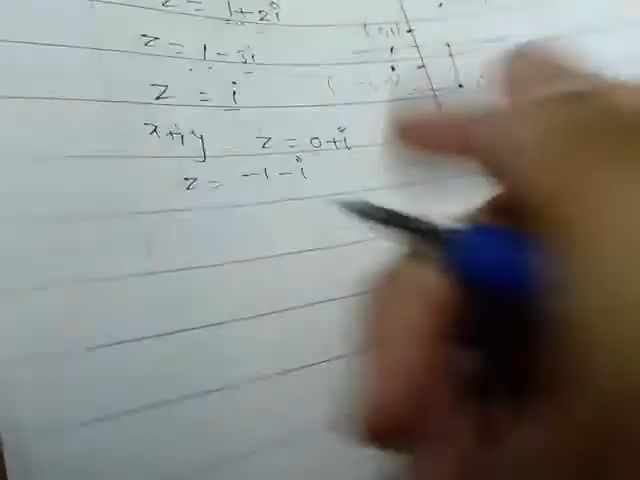 z = 1+2i
z = 1-3i
z = i
x+iy z = 0+i
z = -1-i